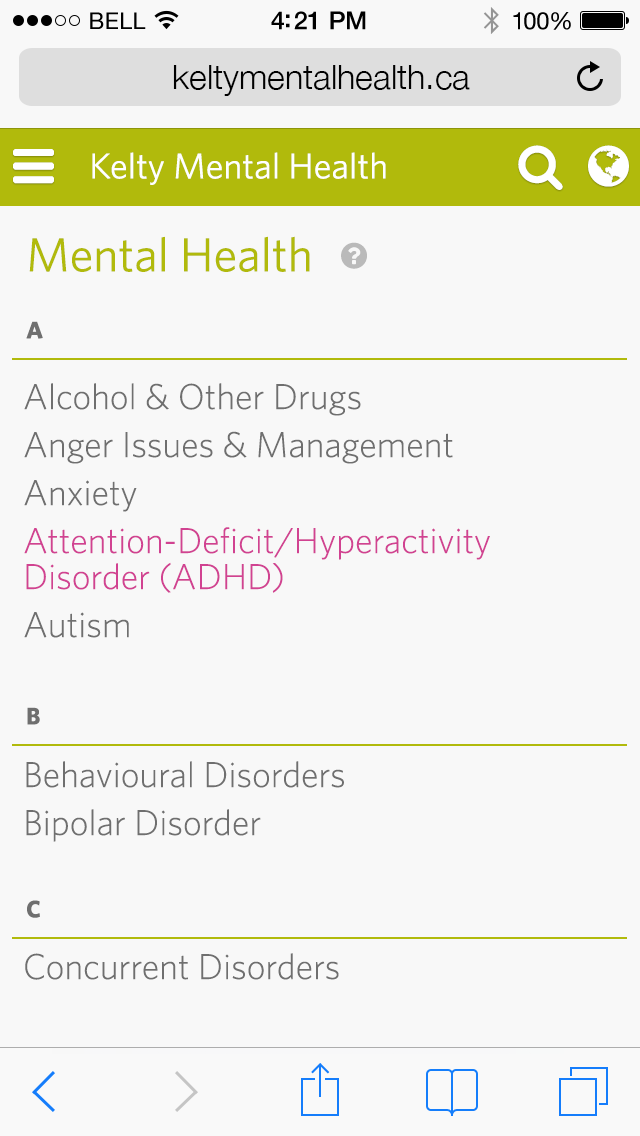 BELL 4:21 PM 100%
keltymentalhealth.ca
Kelty Mental Health
Mental Health ?
A
Alcohol & Other Drugs
Anger Issues & Management
Anxiety
Attention-Deficit/Hyperactivity
Disorder (ADHD)
Autism
B
Behavioural Disorders
Bipolar Disorder
C
Concurrent Disorders